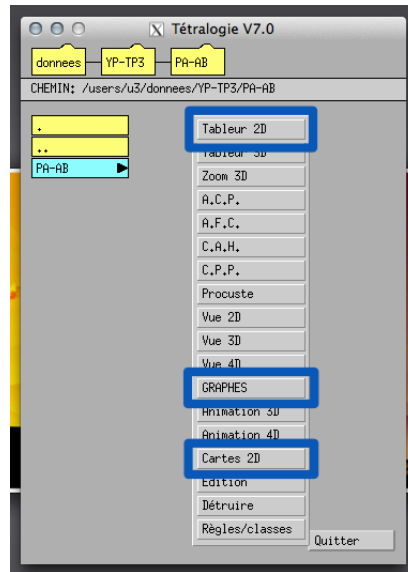 X Tétralogie V7.0
donnees YP-TP3 PA-AB
CHEMIN: /users/u3/donnees/YP-TP3/PA-AB
.
..
PA-AB
Tableur 2D
Tableur 3D
Zoom 3D
A.C.P.
A.F.C.
C.A.H.
C.P.P.
Procuste
Vue 2D
Vue 3D
Vue 4D
GRAPHES
Animation 3D
Animation 4D
Cartes 2D
Edition
Détruire
Règles/classes
Quitter